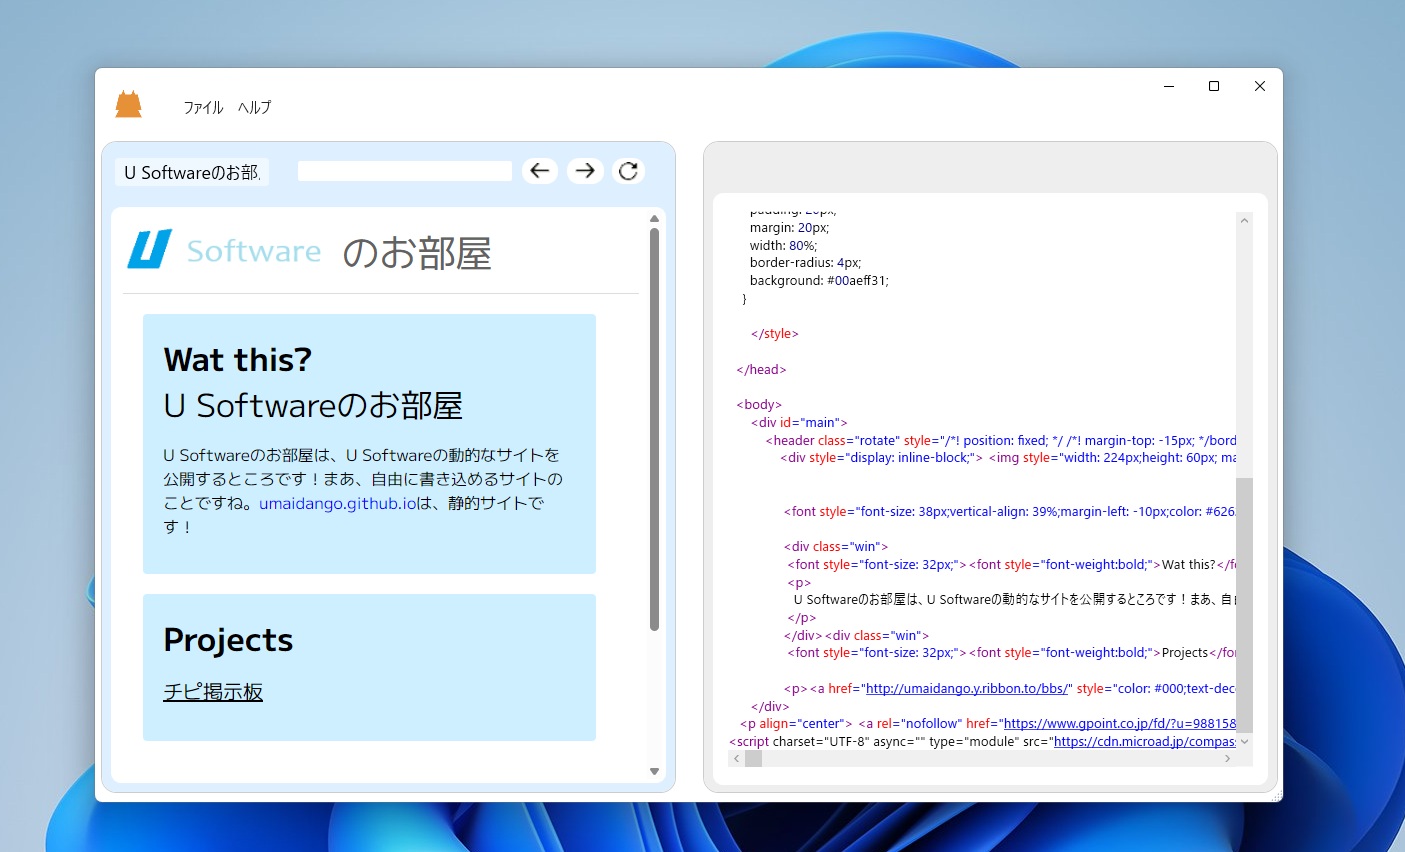 ファイル ヘルプ
U Softwareのお部
U Software のお部屋
Wat this?
U Softwareのお部屋
U Softwareのお部屋は、U Softwareの動的なサイトを
公開するところです！まあ、自由に書き込めるサイトの
ことですね。umaidango.github.ioは、静的サイトで
す！
Projects
チピ掲示板
padding: 20px;
margin: 20px;
width: 80%;
border-radius: 4px;
background: #00aeff31;
}
</style>
</head>
<body>
<div id="main">
<header class="rotate" style="/*! position: fixed; */ /*! margin-top: -15px; */bord
<div style="display: inline-block;"> <img style="width: 224px;height: 60px; ma
<font style="font-size: 38px;vertical-align: 39%;margin-left: -10px;color: #626
<div class="win">
<font style="font-size: 32px;"><font style="font-weight:bold;">Wat this?</fo
<p>
U Softwareのお部屋は、U Softwareの動的なサイトを公開するところです！まあ、自由
</p>
</div><div class="win">
<font style="font-size: 32px;"><font style="font-weight:bold;">Projects</fon
<p><a href="http://umaidango.y.ribbon.to/bbs/" style="color: #000;text-deco
</div>
<p align="center"> <a rel="nofollow" href="https://www.gpoint.co.jp/fd/?u=988158
<script charset="UTF-8" async="" type="module" src="https://cdn.microad.jp/compass